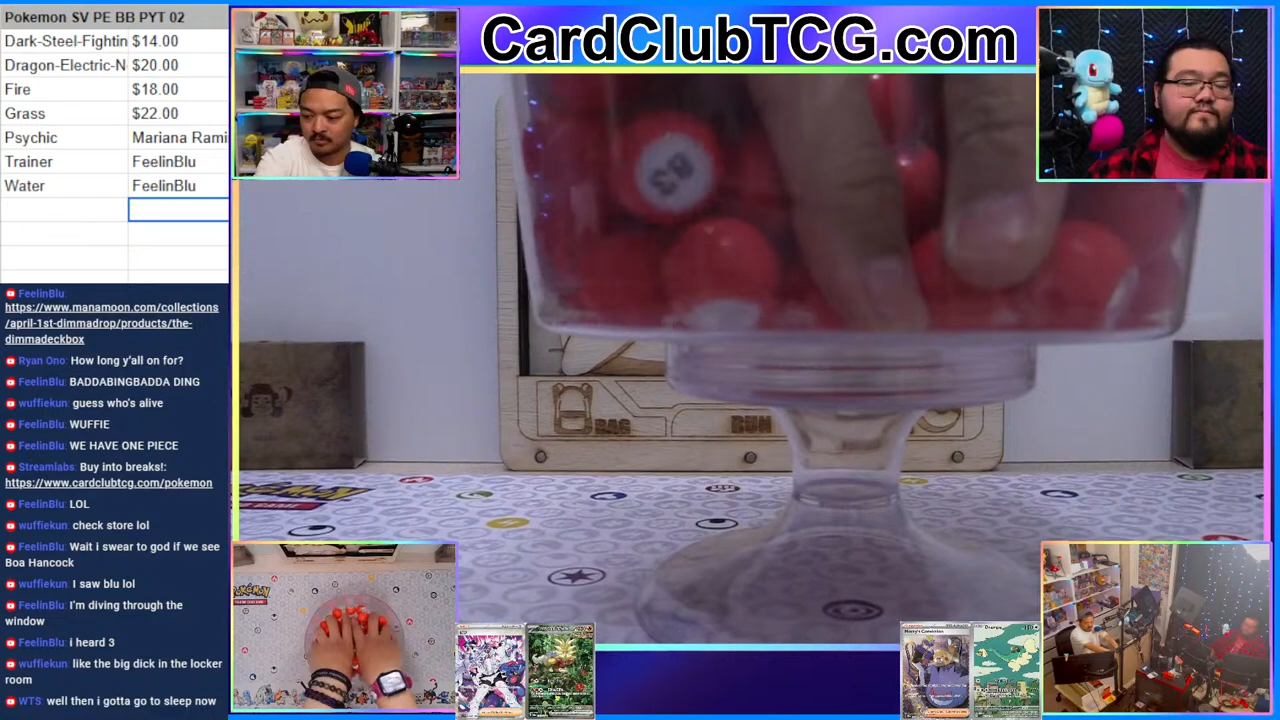 Pokemon SV PE BB PYT 02
Dark-Steel-Fightin $14.00
Dragon-Electric-N $20.00
Fire $18.00
Grass $22.00
Psychic Mariana Rami
Trainer FeelinBlu
Water FeelinBlu
FeelinBlu:
https://www.manamoon.com/collections
/april-1st-dimmadrop/products/the-
dimmadeckbox
Ryan Ono: How long y'all on for?
FeelinBlu: BADDABINGBADDA DING
wuffiekun: guess who's alive
FeelinBlu: WUFFIE
FeelinBlu: WE HAVE ONE PIECE
Streamlabs: Buy into breaks!:
https://www.cardclubtcg.com/pokemon
FeelinBlu: LOL
wuffiekun: check store lol
FeelinBlu: Wait i swear to god if we see
Boa Hancock
wuffiekun: I saw blu lol
FeelinBlu: I'm diving through the
window
FeelinBlu: i heard 3
wuffiekun: like the big dick in the locker
room
WTS: well then i gotta go to sleep now
CardClubTCG.com
63
BAG
RUN
POKÉMON